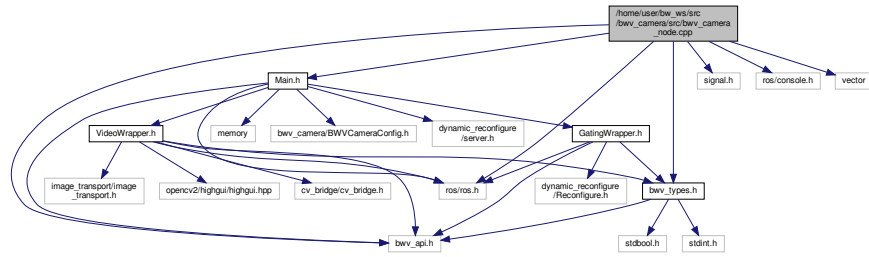 /home/user/bw_ws/src
/bwv_camera/src/bwv_camera
_node.cpp
Main.h
signal.h
ros/console.h
vector
VideoWrapper.h
memory
bwv_camera/BWVCameraConfig.h
dynamic_reconfigure
/server.h
GatingWrapper.h
image_transport/image
_transport.h
opencv2/highgui/highgui.hpp
cv_bridge/cv_bridge.h
ros/ros.h
dynamic_reconfigure
/Reconfigure.h
bwv_types.h
bwv_api.h
stdbool.h
stdint.h